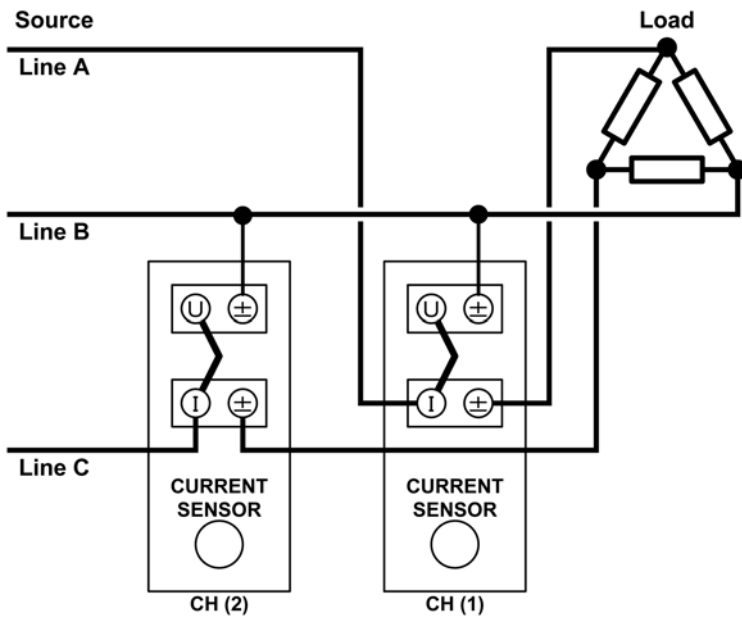 Source
Load
Line A
Line B
U ±
U ±
I ±
I ±
Line C
CURRENT
SENSOR
CURRENT
SENSOR
CH (2)
CH (1)